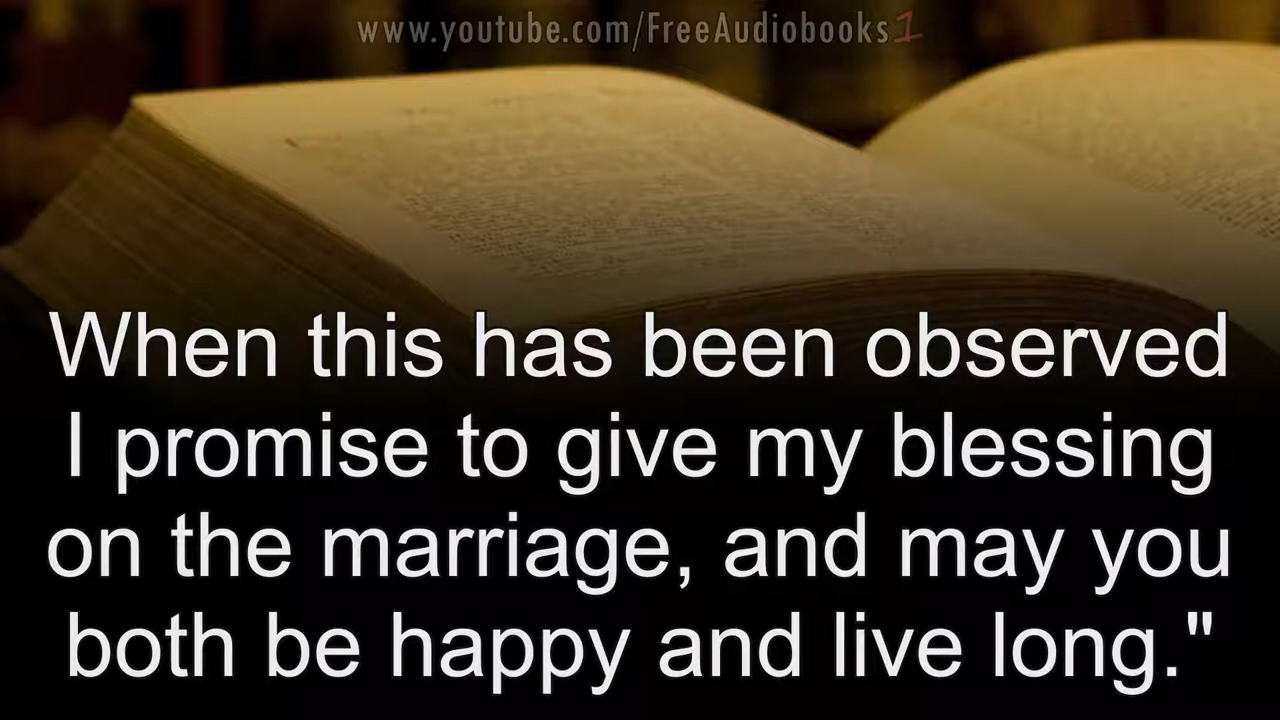 www.youtube.com/FreeAudiobooks1
When this has been observed
I promise to give my blessing
on the marriage, and may you
both be happy and live long."